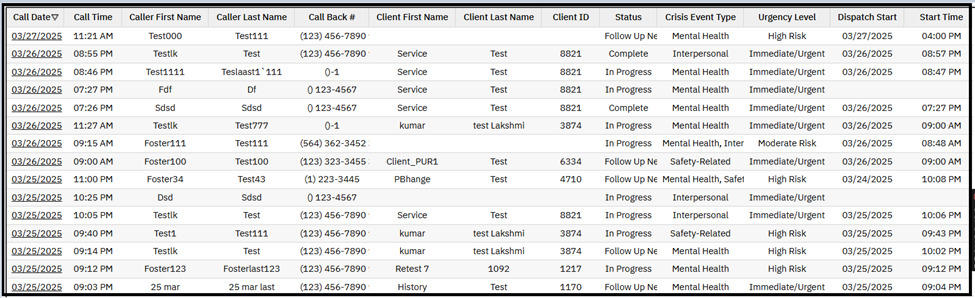 Call Date▽ Call Time Caller First Name Caller Last Name Call Back # Client First Name Client Last Name Client ID Status Crisis Event Type Urgency Level Dispatch Start Start Time
03/27/2025 11:21 AM Test000 Test111 (123) 456-7890 Follow Up Ne Mental Health High Risk 03/27/2025 04:00 PM
03/26/2025 08:55 PM Testlk Test (123) 456-7890 Service Test 8821 Complete Interpersonal Immediate/Urgent 03/26/2025 08:57 PM
03/26/2025 08:46 PM Test1111 Teslaast1`111 ()-1 Service Test 8821 In Progress Mental Health Immediate/Urgent 03/26/2025 08:47 PM
03/26/2025 07:27 PM Fdf Df () 123-4567 Service Test 8821 In Progress Mental Health Immediate/Urgent
03/26/2025 07:26 PM Sdsd Sdsd () 123-4567 Service Test 8821 Complete Mental Health Immediate/Urgent 03/26/2025 07:27 PM
03/26/2025 11:27 AM Testlk Test777 ()-1 kumar test Lakshmi 3874 In Progress Mental Health Immediate/Urgent 03/26/2025 09:00 AM
03/26/2025 09:15 AM Foster111 Test111 (564) 362-3452 In Progress Mental Health, Inter Moderate Risk 03/26/2025 08:48 AM
03/26/2025 09:00 AM Foster100 Test100 (123) 323-3455 Client_PUR1 Test 6334 Follow Up Ne Safety-Related Immediate/Urgent 03/26/2025 09:00 AM
03/25/2025 11:00 PM Foster34 Test43 (1) 223-3445 PBhange Test 4710 Follow Up Ne Mental Health, Safet High Risk 03/24/2025 10:08 PM
03/25/2025 10:25 PM Dsd Sdsd () 123-4567 In Progress Interpersonal Immediate/Urgent
03/25/2025 10:05 PM Testlk Test (123) 456-7890 Service Test 8821 In Progress Interpersonal Immediate/Urgent 03/25/2025 10:06 PM
03/25/2025 09:40 PM Test1 Test111 (123) 456-7890 kumar test Lakshmi 3874 In Progress Safety-Related High Risk 03/25/2025 09:43 PM
03/25/2025 09:14 PM Testlk Test (123) 456-7890 kumar test Lakshmi 3874 Follow Up Ne Mental Health High Risk 03/25/2025 10:02 PM
03/25/2025 09:12 PM Foster123 Fosterlast123 (123) 456-7890 Retest 7 1092 1217 In Progress Mental Health High Risk 03/25/2025 09:12 PM
03/25/2025 09:03 PM 25 mar 25 mar last (123) 456-7890 History Test 1170 Follow Up Ne Mental Health Immediate/Urgent 03/25/2025 09:04 PM